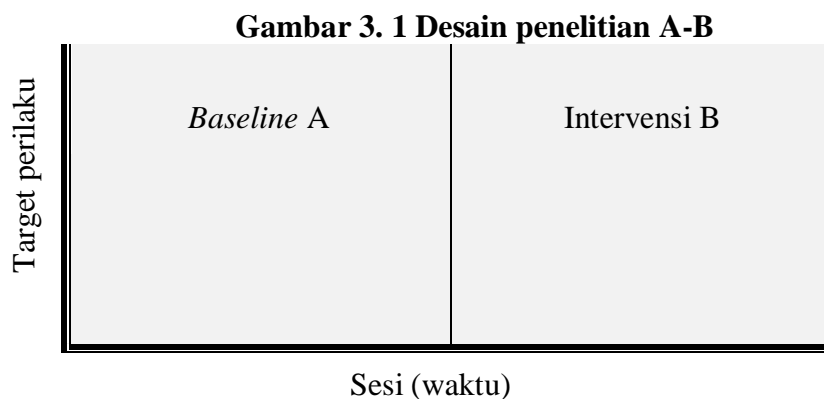 Gambar 3. 1 Desain penelitian A-B
Target perilaku
Baseline A
Intervensi B
Sesi (waktu)